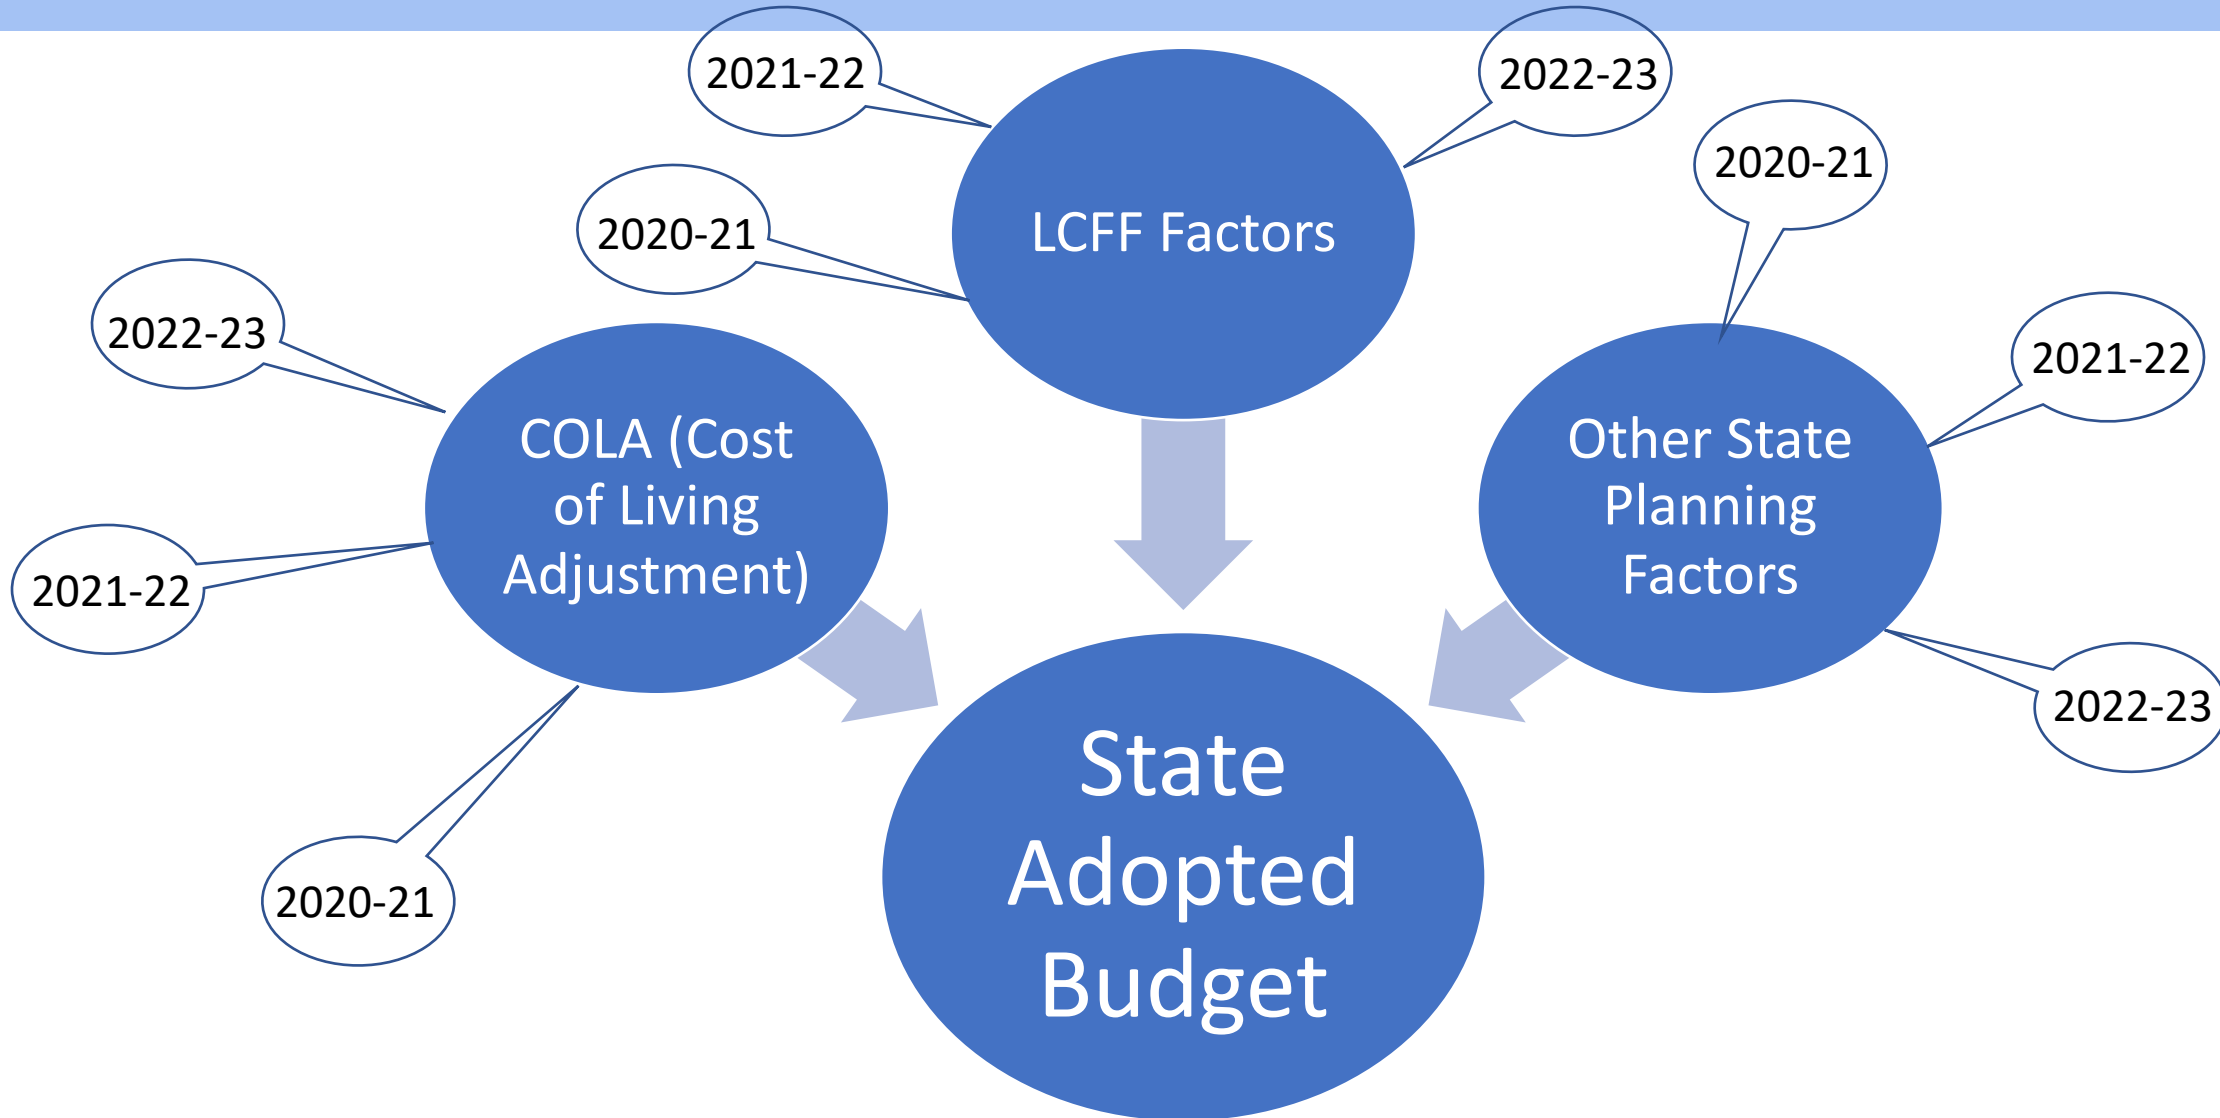 2021-22
2022-23
2020-21
2020-21
LCFF Factors
2022-23
2021-22
COLA (Cost
of Living
Adjustment)
Other State
Planning
Factors
2021-22
2022-23
2020-21
State
Adopted
Budget